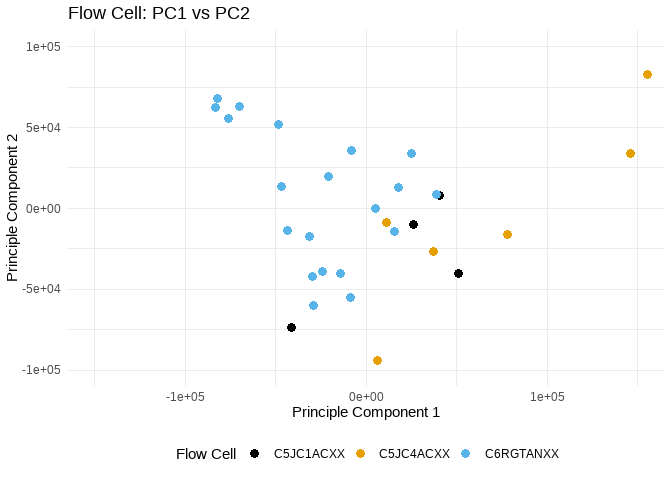 Flow Cell: PC1 vs PC2
1e+05
5e+04
0e+00
-5e+04
-1e+05
Principle Component 2
-1e+05 0e+00 1e+05
Principle Component 1
Flow Cell C5JC1ACXX C5JC4ACXX C6RGTANXX